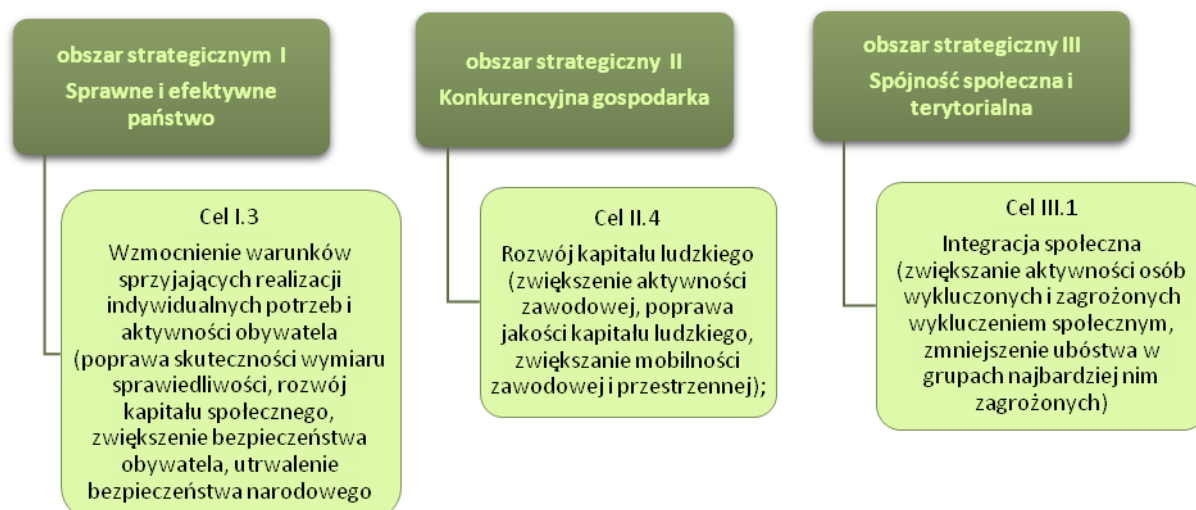 obszar strategicznym I
Sprawne i efektywne
państwo
Cel I.3
Wzmocnienie warunków
sprzyjających realizacji
indywidualnych potrzeb i
aktywności obywatela
(poprawa skuteczności wymiaru
sprawiedliwości, rozwój
kapitału społecznego,
zwiększenie bezpieczeństwa
obywatela, utrwalenie
bezpieczeństwa narodowego
obszar strategiczny II
Konkurencyjna gospodarka
Cel II.4
Rozwój kapitału ludzkiego
(zwiększenie aktywności
zawodowej, poprawa
jakości kapitału ludzkiego,
zwiększanie mobilności
zawodowej i przestrzennej);
obszar strategiczny III
Spójność społeczna i
terytorialna
Cel III.1
Integracja społeczna
(zwiększanie aktywności osób
wykluczonych i zagrożonych
wykluczeniem społecznym,
zmniejszenie ubóstwa w
grupach najbardziej nim
zagrożonych)